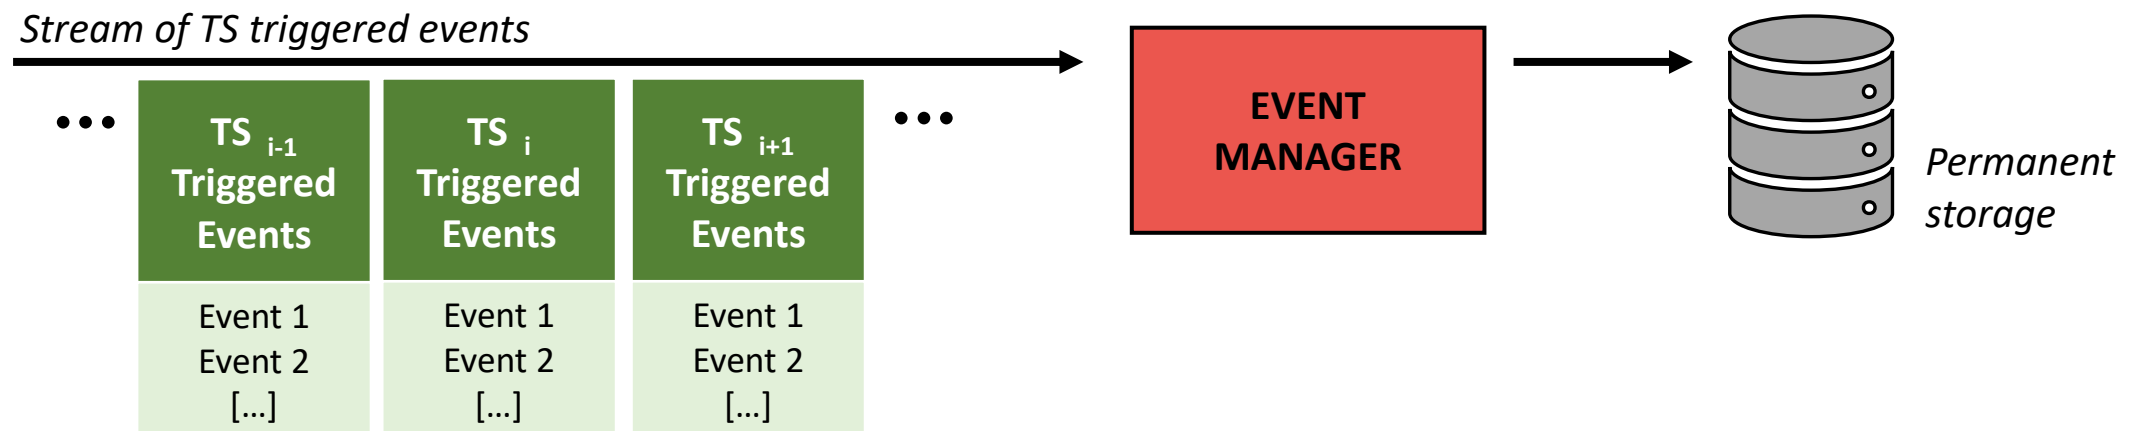 Stream of TS triggered events
...
TS i-1
Triggered
Events
Event 1
Event 2
[...]
TS i
Triggered
Events
Event 1
Event 2
[...]
TS i+1
Triggered
Events
Event 1
Event 2
[...]
...
EVENT
MANAGER
Permanent
storage